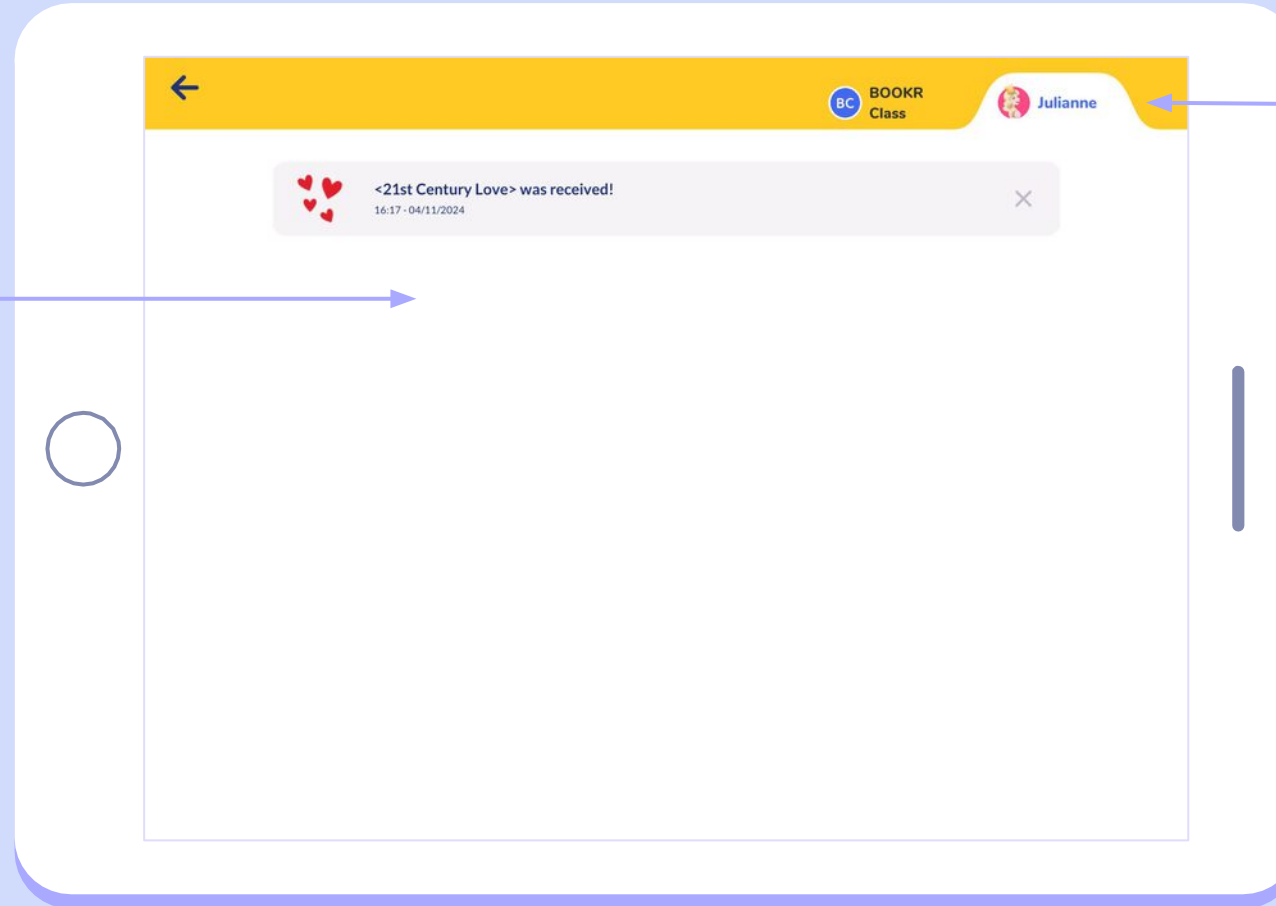 BC
BOOKR
Class
Julianne
<21st Century Love> was received!
16:17 - 04/11/2024